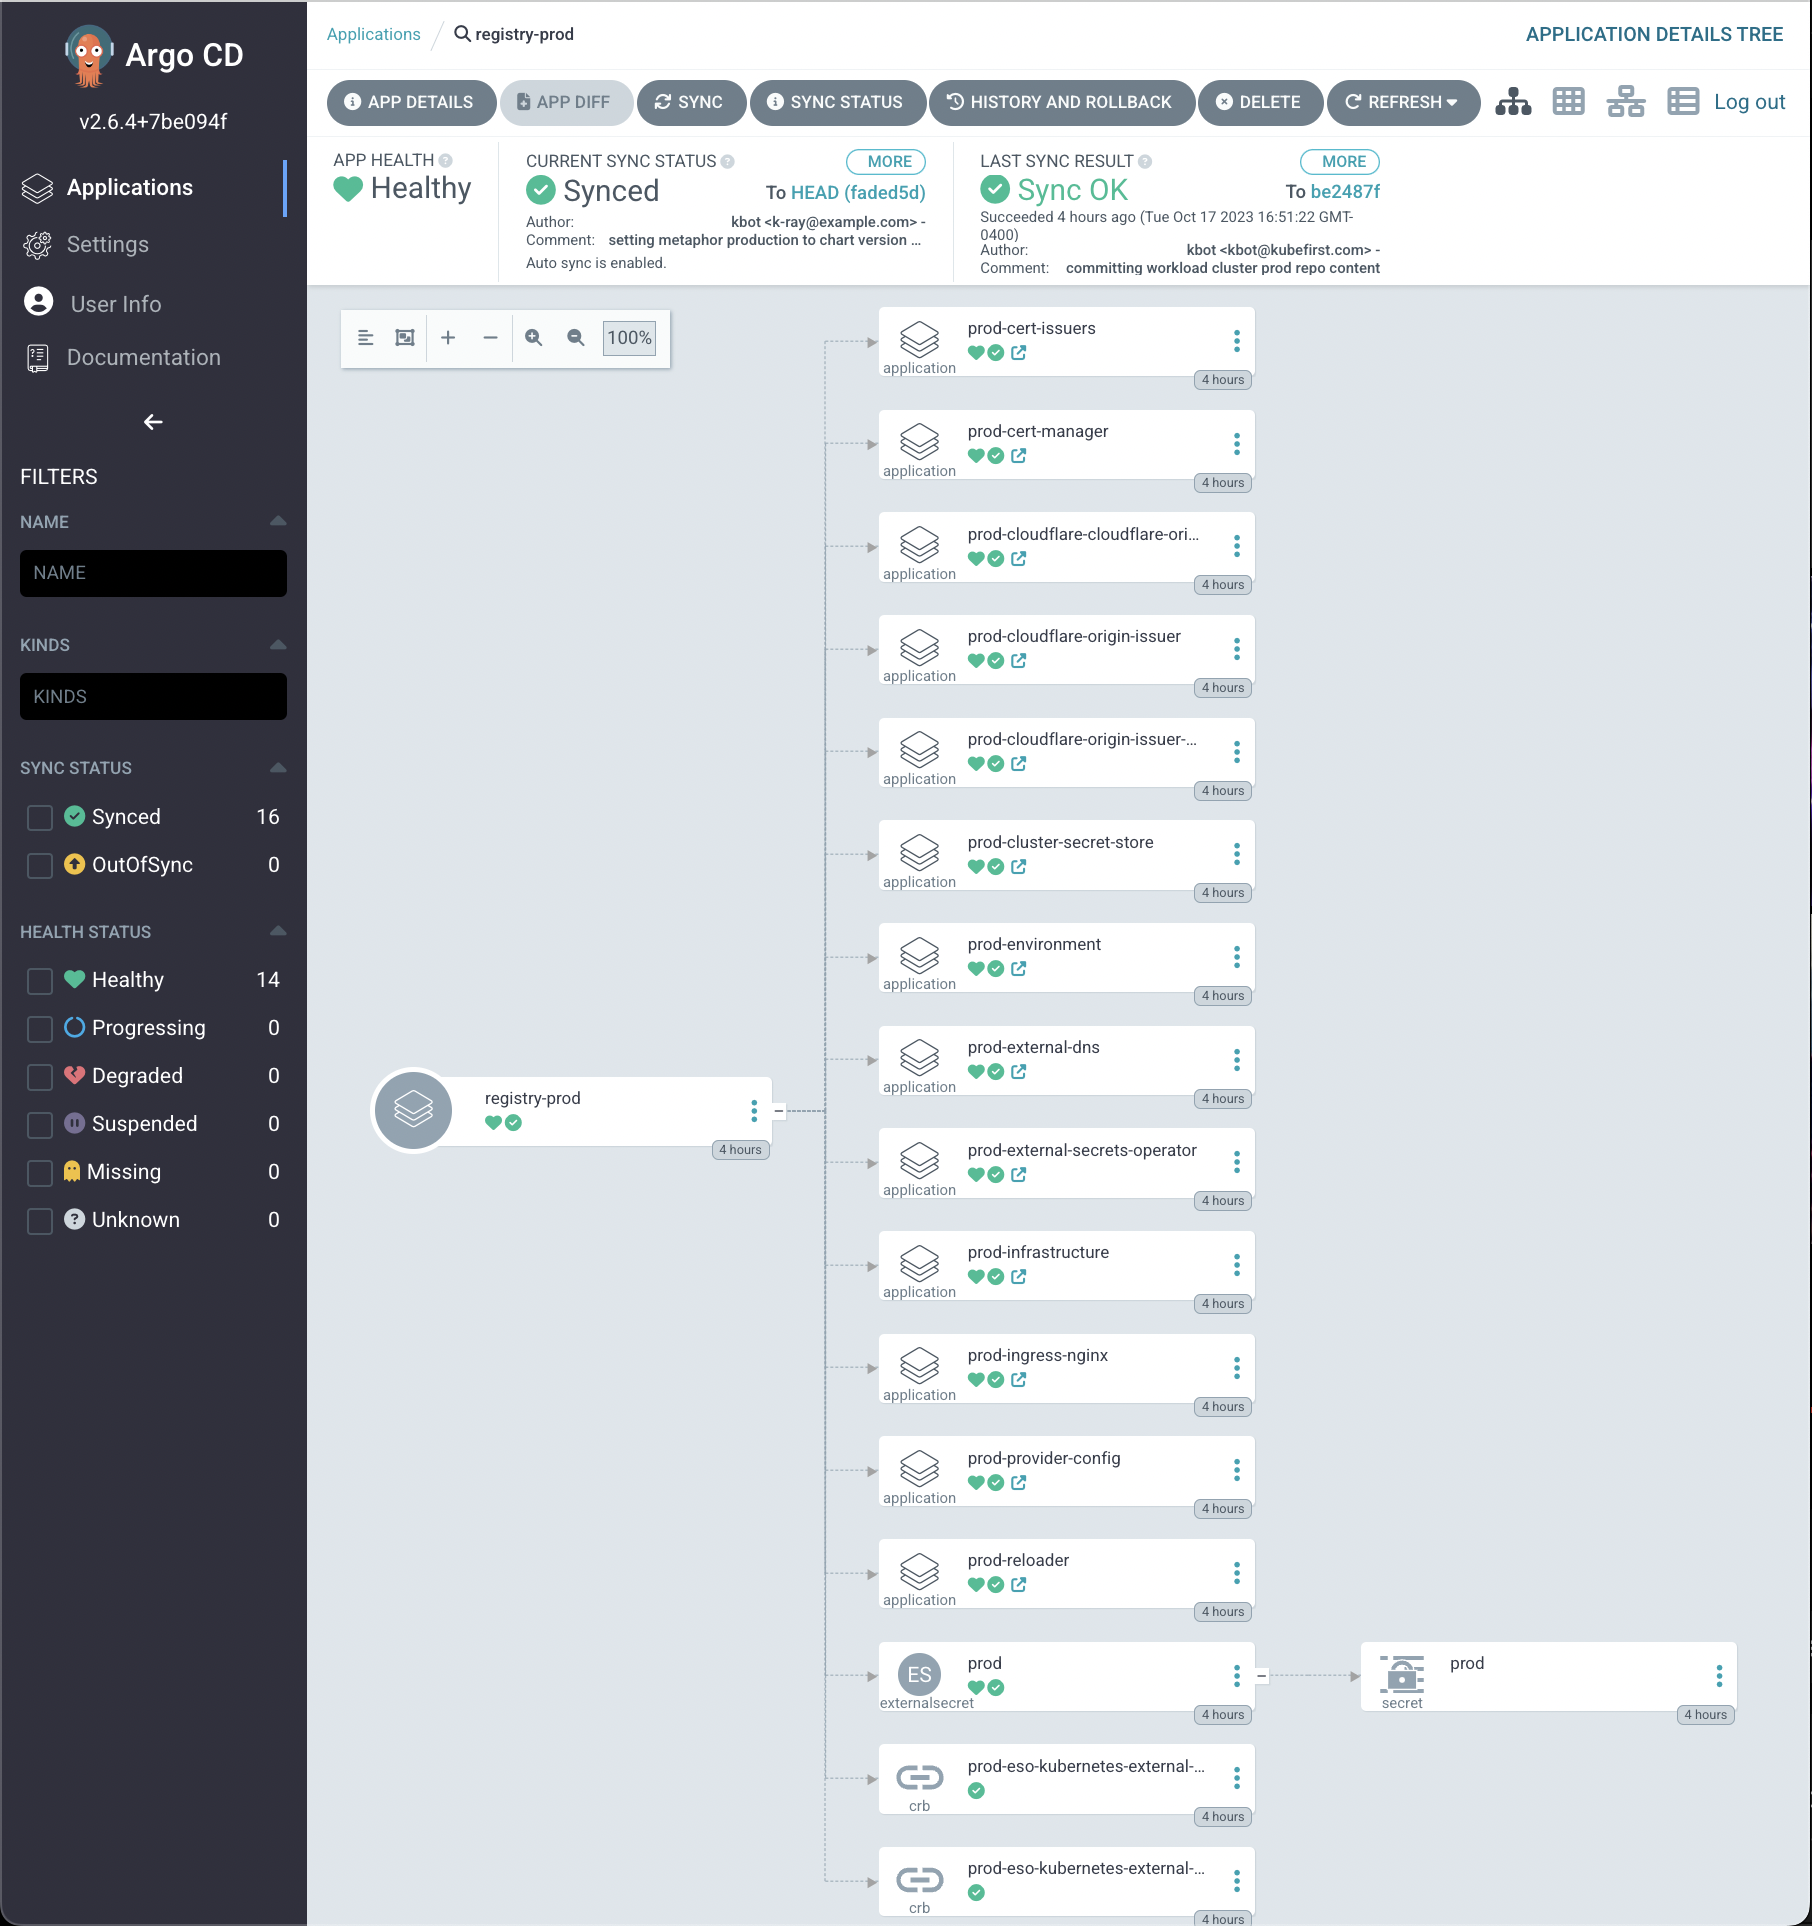 Argo CD
v2.6.4+7be094f
Applications
Settings
User Info
Documentation
FILTERS
NAME
NAME
KINDS
KINDS
SYNC STATUS
Synced 16
OutOfSync 0
HEALTH STATUS
Healthy 14
Progressing 0
Degraded 0
Suspended 0
Missing 0
Unknown 0
Applications / registry-prod
APPLICATION DETAILS TREE
APP DETAILS
APP DIFF
SYNC
SYNC STATUS
HISTORY AND ROLLBACK
DELETE
REFRESH
Log out
APP HEALTH
Healthy
CURRENT SYNC STATUS
MORE
Synced
To HEAD (faded5d)
Author: kbot <k-ray@example.com> -
Comment: setting metaphor production to chart version ...
Auto sync is enabled.
LAST SYNC RESULT
MORE
Sync OK
To be2487f
Succeeded 4 hours ago (Tue Oct 17 2023 16:51:22 GMT-
0400)
Author: kbot <kbot@kubefirst.com> -
Comment: committing workload cluster prod repo content
100%
registry-prod
4 hours
prod-cert-issuers
application
4 hours
prod-cert-manager
application
4 hours
prod-cloudflare-cloudflare-ori...
application
4 hours
prod-cloudflare-origin-issuer
application
4 hours
prod-cloudflare-origin-issuer-...
application
4 hours
prod-cluster-secret-store
application
4 hours
prod-environment
application
4 hours
prod-external-dns
application
4 hours
prod-external-secrets-operator
application
4 hours
prod-infrastructure
application
4 hours
prod-ingress-nginx
application
4 hours
prod-provider-config
application
4 hours
prod-reloader
application
4 hours
ES
prod
externalsecret
4 hours
prod
secret
4 hours
prod-eso-kubernetes-external-...
crb
4 hours
prod-eso-kubernetes-external-...
crb
4 hours